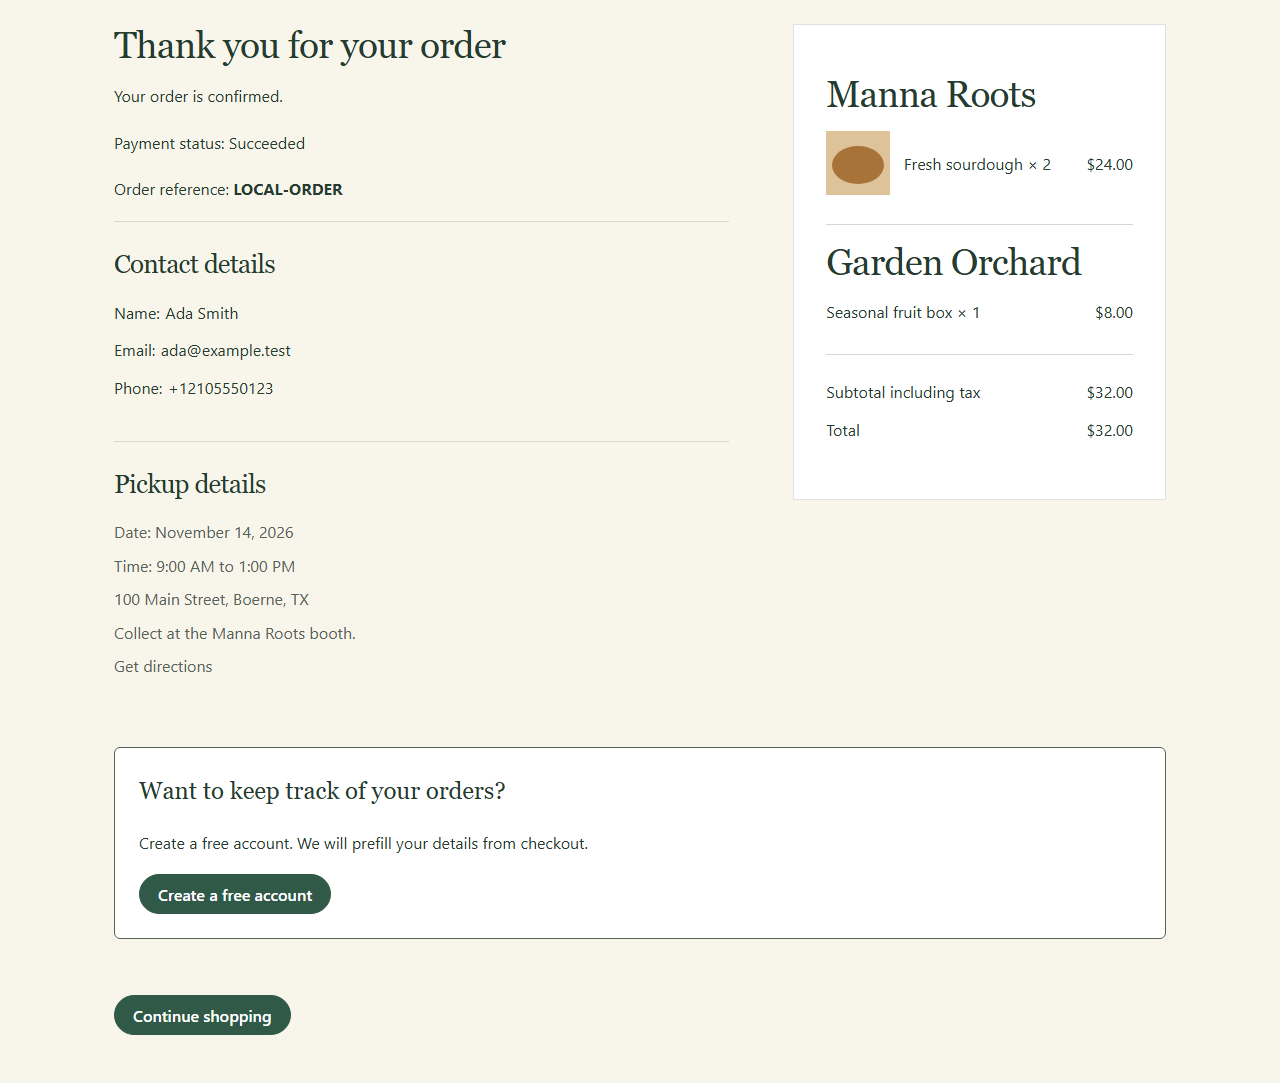 Thank you for your order
Your order is confirmed.
Payment status: Succeeded
Order reference: LOCAL-ORDER
Contact details
Name: Ada Smith
Email: ada@example.test
Phone: +12105550123
Pickup details
Date: November 14, 2026
Time: 9:00 AM to 1:00 PM
100 Main Street, Boerne, TX
Collect at the Manna Roots booth.
Get directions
Manna Roots
Fresh sourdough × 2 $24.00
Garden Orchard
Seasonal fruit box × 1 $8.00
Subtotal including tax $32.00
Total $32.00
Want to keep track of your orders?
Create a free account. We will prefill your details from checkout.
Create a free account
Continue shopping